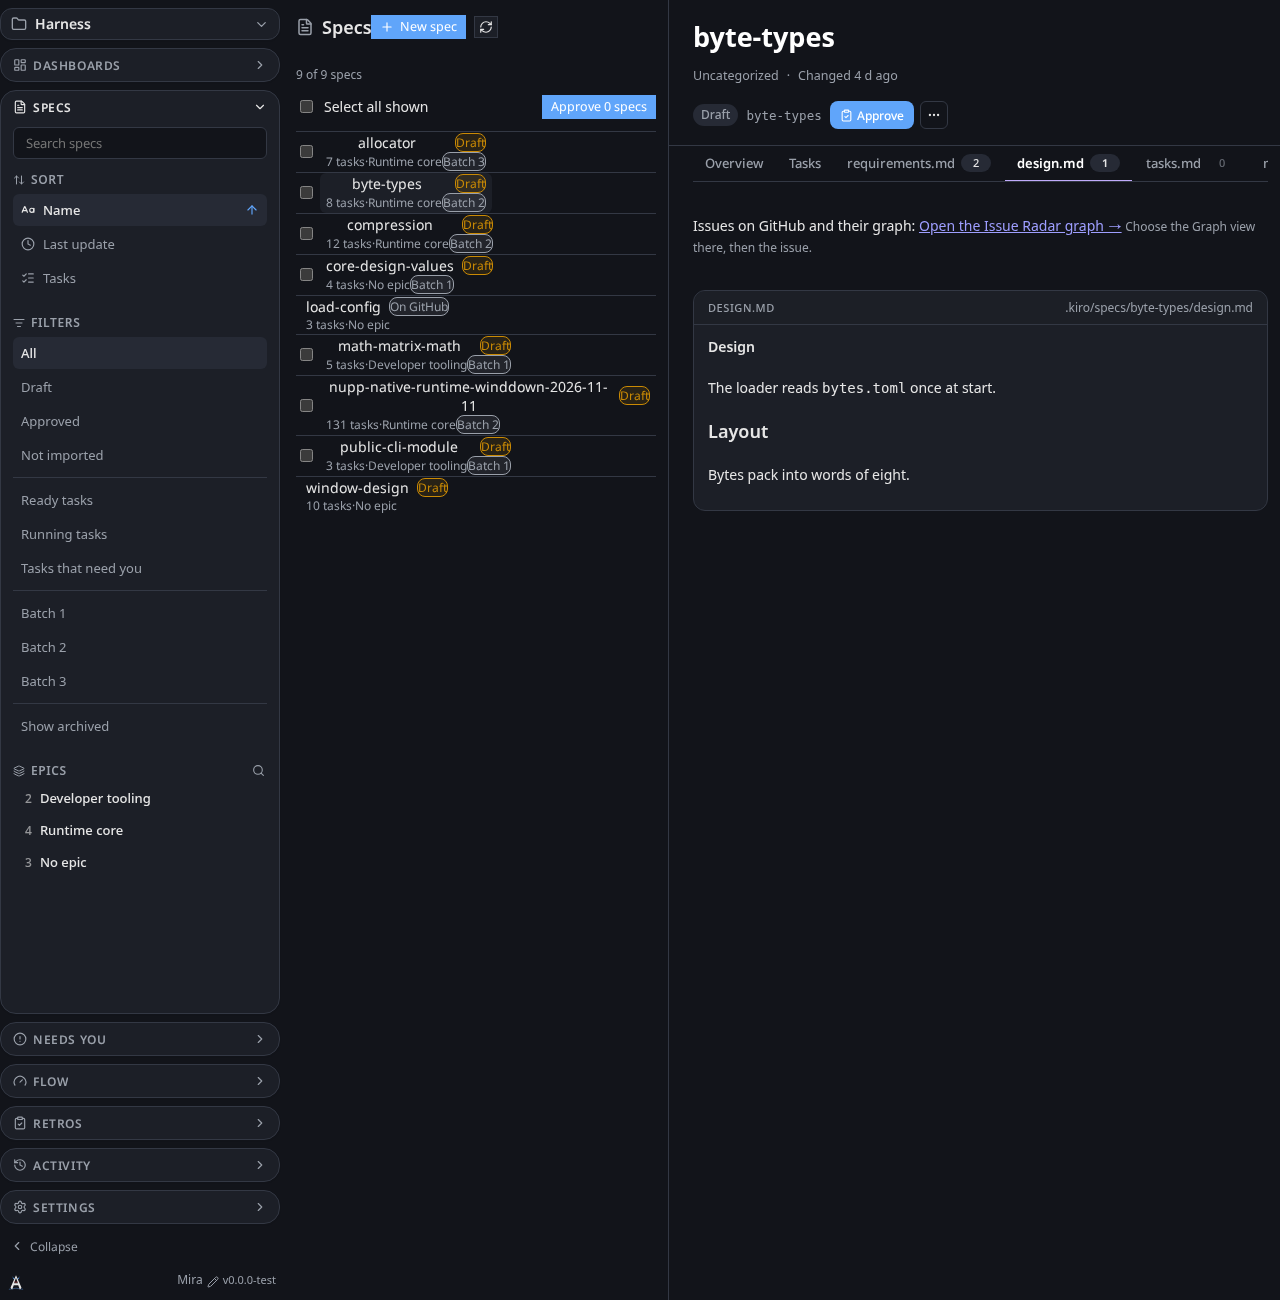 Harness
DASHBOARDS
SPECS
Search specs
SORT
Aa Name
Last update
Tasks
FILTERS
All
Draft
Approved
Not imported
Ready tasks
Running tasks
Tasks that need you
Batch 1
Batch 2
Batch 3
Show archived
EPICS
2 Developer tooling
4 Runtime core
3 No epic
NEEDS YOU
FLOW
RETROS
ACTIVITY
SETTINGS
Collapse
Mira v0.0.0-test
Specs
New spec
9 of 9 specs
Select all shown
Approve 0 specs
allocator Draft
7 tasks·Runtime core Batch 3
byte-types Draft
8 tasks·Runtime core Batch 2
compression Draft
12 tasks·Runtime core Batch 2
core-design-values Draft
4 tasks·No epic Batch 1
load-config On GitHub
3 tasks·No epic
math-matrix-math Draft
5 tasks·Developer tooling Batch 1
nupp-native-runtime-winddown-2026-11-
11 Draft
131 tasks·Runtime core Batch 2
public-cli-module Draft
3 tasks·Developer tooling Batch 1
window-design Draft
10 tasks·No epic
byte-types
Uncategorized · Changed 4 d ago
Draft byte-types Approve
Overview Tasks requirements.md 2 design.md 1 tasks.md 0 r
Issues on GitHub and their graph: Open the Issue Radar graph → Choose the Graph view
there, then the issue.
DESIGN.MD .kiro/specs/byte-types/design.md
Design
The loader reads bytes.toml once at start.
Layout
Bytes pack into words of eight.